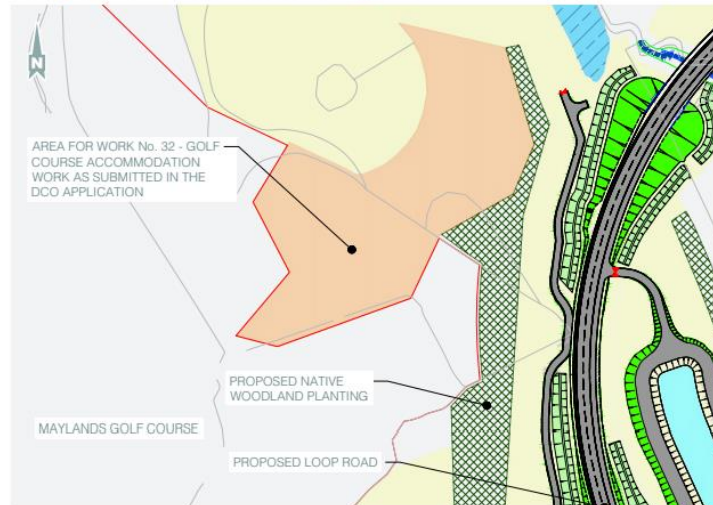 N
AREA FOR WORK No. 32 - GOLF
COURSE ACCOMMODATION
WORK AS SUBMITTED IN THE
DCO APPLICATION
PROPOSED NATIVE
WOODLAND PLANTING
MAYLANDS GOLF COURSE
PROPOSED LOOP ROAD